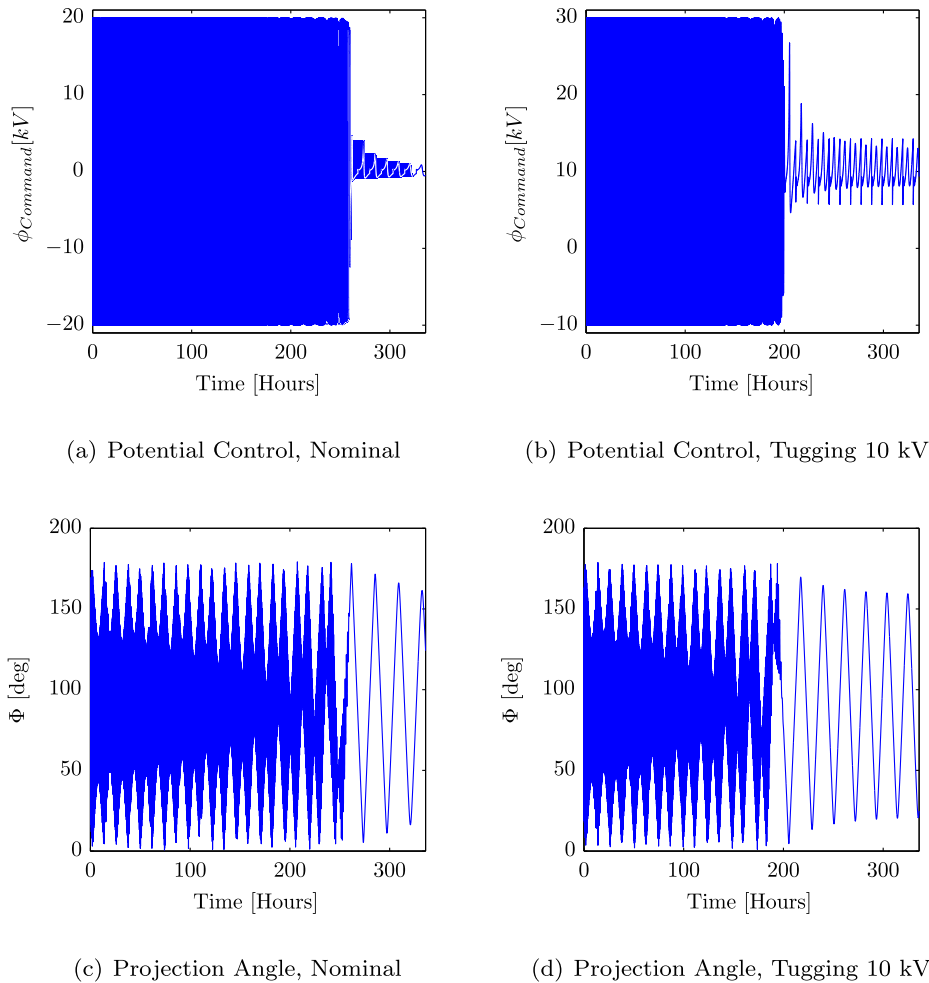 20
10
0
−10
−20
ϕCommand[kV]
0 100 200 300
Time [Hours]
(a) Potential Control, Nominal
30
20
10
0
−10
ϕCommand[kV]
0 100 200 300
Time [Hours]
(b) Potential Control, Tugging 10 kV
200
150
100
50
0
Φ [deg]
0 100 200 300
Time [Hours]
(c) Projection Angle, Nominal
200
150
100
50
0
Φ [deg]
0 100 200 300
Time [Hours]
(d) Projection Angle, Tugging 10 kV